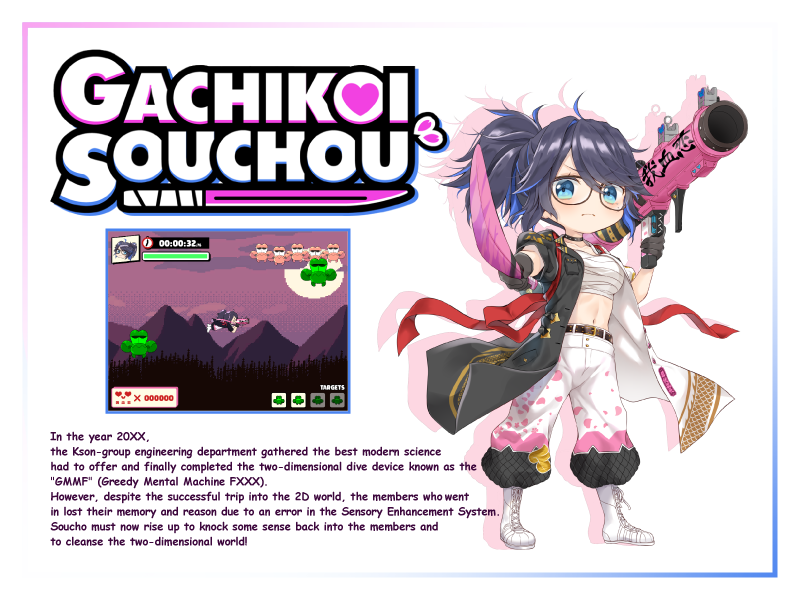 GACHIKOI
SOUCHOU
00:00:32
TARGETS
× 000000
In the year 20XX,
the Kson-group engineering department gathered the best modern science
had to offer and finally completed the two-dimensional dive device known as the
"GMMF" (Greedy Mental Machine FXXX).
However, despite the successful trip into the 2D world, the members who went
in lost their memory and reason due to an error in the Sensory Enhancement System.
Soucho must now rise up to knock some sense back into the members and
to cleanse the two-dimensional world!